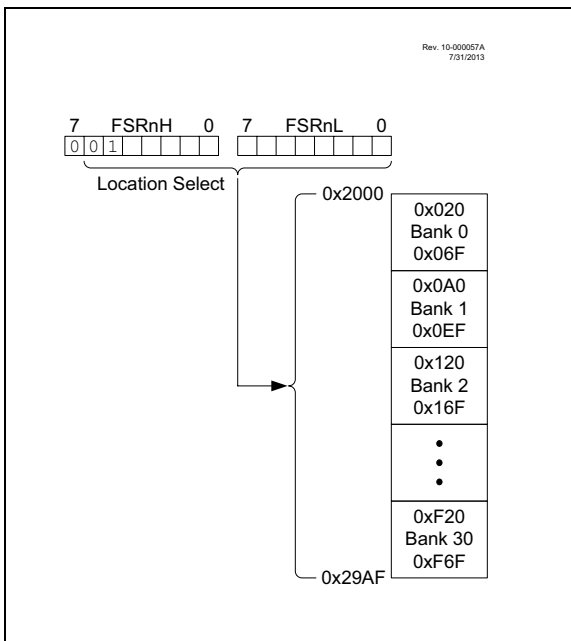 Rev. 10-000057A
7/31/2013
7 FSRnH 0 7 FSRnL 0
0 0 1
Location Select
0x2000
0x020
Bank 0
0x06F
0x0A0
Bank 1
0x0EF
0x120
Bank 2
0x16F
0xF20
Bank 30
0xF6F
0x29AF